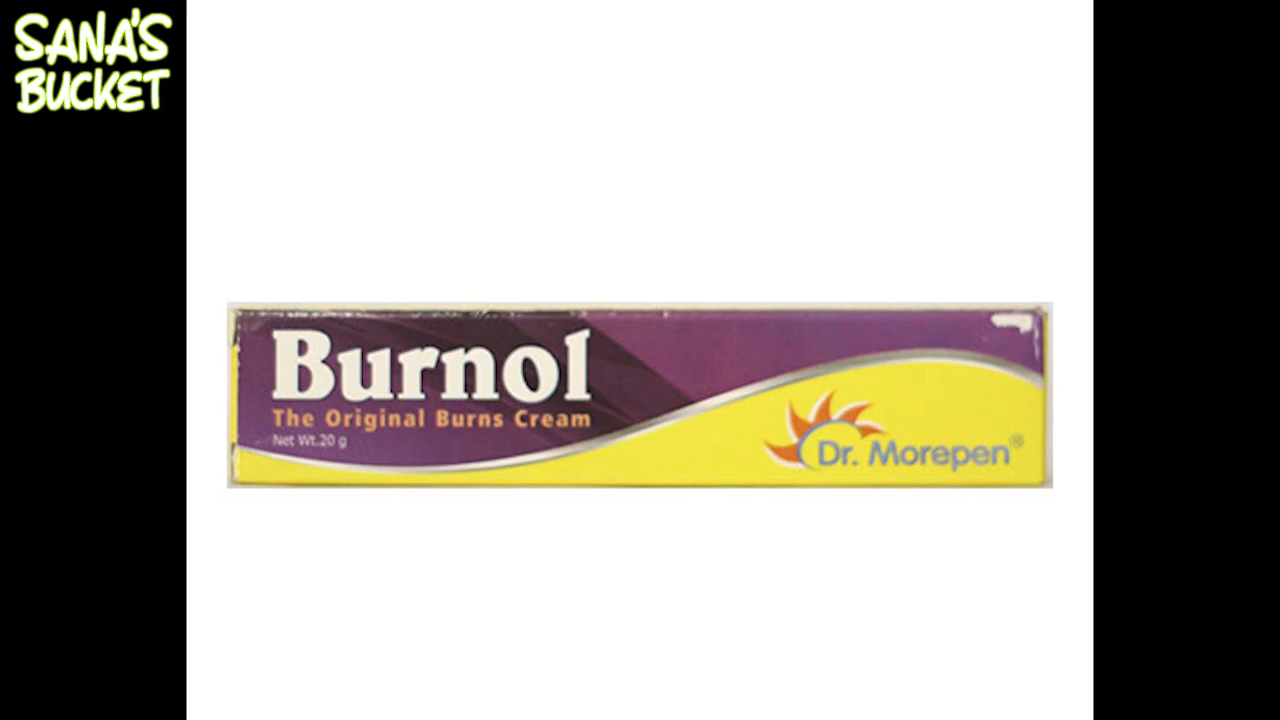 SANA'S
BUCKET
Burnol
The Original Burns Cream
Net Wt.20 g
Dr. Morepen®